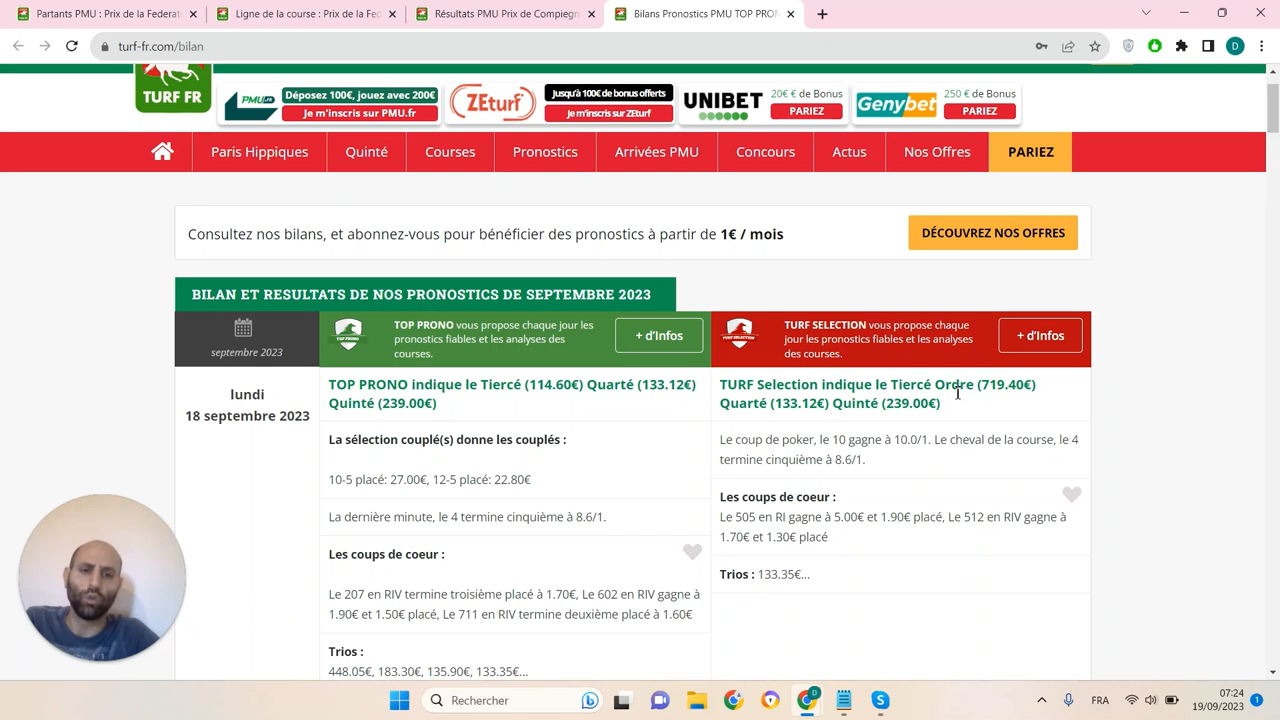 Partants PMU : Prix de la Federat
Ligne de la course : Prix de la Fed
Résultats PMU Prix de Compiegn
Bilans Pronostics PMU TOP PRON
turf-fr.com/bilan
D
TURF FR
PMU.fr
Déposez 100€, jouez avec 200€
Je m'inscris sur PMU.fr
ZEturf
Jusqu'à 100€ de bonus offerts
Je m'inscris sur ZEturf
UNIBET
20€ € de Bonus
PARIEZ
Genybet
250 € de Bonus
PARIEZ
Paris Hippiques
Quinté
Courses
Pronostics
Arrivées PMU
Concours
Actus
Nos Offres
PARIEZ
Consultez nos bilans, et abonnez-vous pour bénéficier des pronostics à partir de 1€ / mois
DÉCOUVREZ NOS OFFRES
BILAN ET RESULTATS DE NOS PRONOSTICS DE SEPTEMBRE 2023
septembre 2023
TOP PRONO
TOP PRONO vous propose chaque jour les
pronostics fiables et les analyses des
courses.
+ d'Infos
TURF SELECTION
TURF SELECTION vous propose chaque
jour les pronostics fiables et les analyses
des courses.
+ d'Infos
lundi
18 septembre 2023
TOP PRONO indique le Tiercé (114.60€) Quarté (133.12€)
Quinté (239.00€)
La sélection couplé(s) donne les couplés :
10-5 placé: 27.00€, 12-5 placé: 22.80€
La dernière minute, le 4 termine cinquième à 8.6/1.
Les coups de coeur :
Le 207 en RIV termine troisième placé à 1.70€, Le 602 en RIV gagne à
1.90€ et 1.50€ placé, Le 711 en RIV termine deuxième placé à 1.60€
Trios :
448.05€, 183.30€, 135.90€, 133.35€...
TURF Selection indique le Tiercé Ordre (719.40€)
Quarté (133.12€) Quinté (239.00€)
Le coup de poker, le 10 gagne à 10.0/1. Le cheval de la course, le 4
termine cinquième à 8.6/1.
Les coups de coeur :
Le 505 en RI gagne à 5.00€ et 1.90€ placé, Le 512 en RIV gagne à
1.70€ et 1.30€ placé
Trios : 133.35€...
Rechercher
D
FRA
07:24
19/09/2023
1